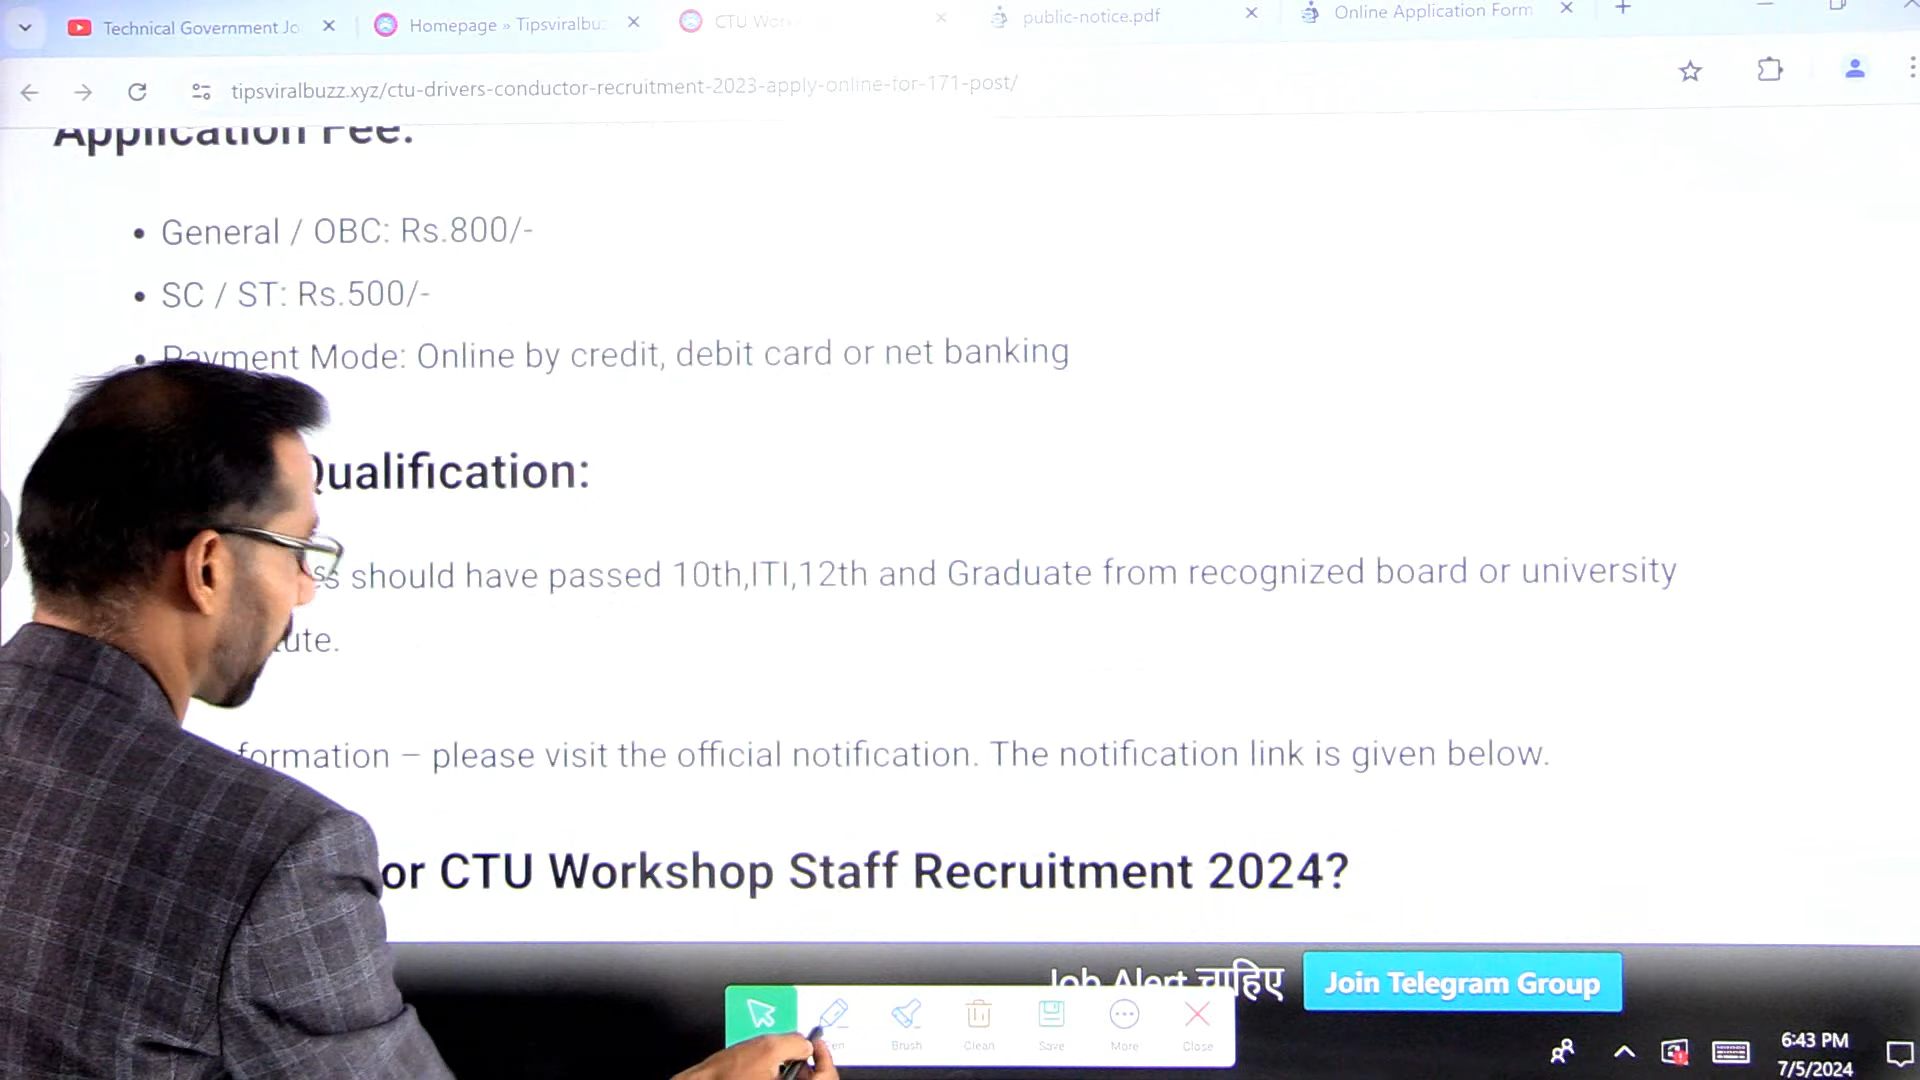 Technical Government Jo
Homepage » Tipsviralbu
CTU Work
public-notice.pdf
Online Application Form
tipsviralbuzz.xyz/ctu-drivers-conductor-recruitment-2023-apply-online-for-171-post/
Application Fee:
• General / OBC: Rs.800/-
• SC / ST: Rs.500/-
• Payment Mode: Online by credit, debit card or net banking
Qualification:
should have passed 10th,ITI,12th and Graduate from recognized board or university
ute.
formation – please visit the official notification. The notification link is given below.
or CTU Workshop Staff Recruitment 2024?
Job Alert चाहिए
Join Telegram Group
Pen
Brush
Clean
Save
More
Close
6:43 PM
7/5/2024